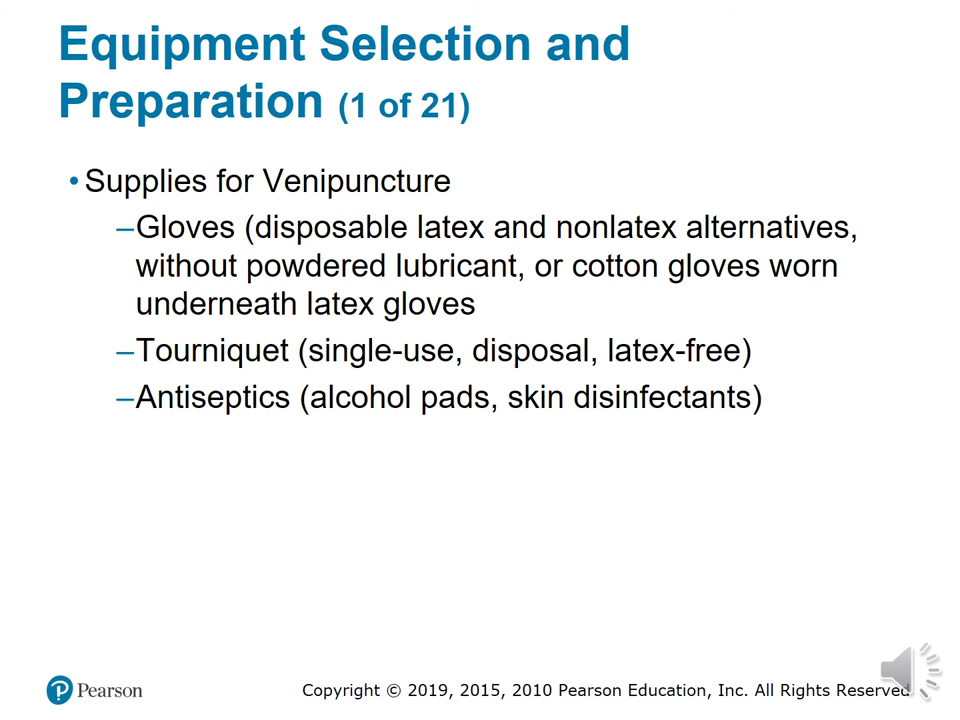 Equipment Selection and
Preparation (1 of 21)
• Supplies for Venipuncture
–Gloves (disposable latex and nonlatex alternatives,
without powdered lubricant, or cotton gloves worn
underneath latex gloves
–Tourniquet (single-use, disposal, latex-free)
–Antiseptics (alcohol pads, skin disinfectants)
P Pearson
Copyright © 2019, 2015, 2010 Pearson Education, Inc. All Rights Reserved